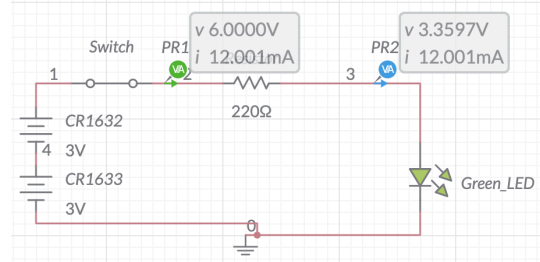 v 6.0000V
i 12.001mA
v 3.3597V
i 12.001mA
Switch
PR1
VA
PR2
VA
1
2
3
220Ω
CR1632
4 3V
CR1633
3V
Green_LED
0